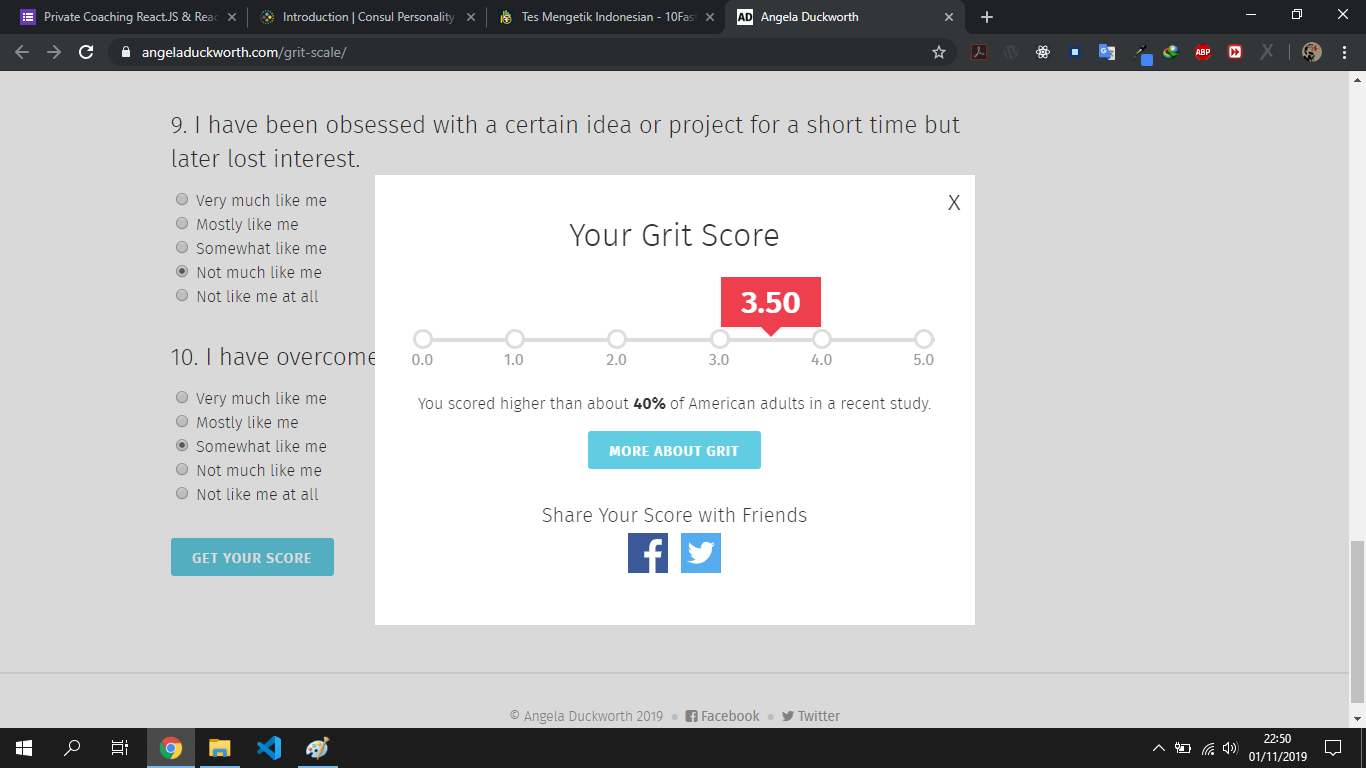 Private Coaching React.JS & Reac
Introduction | Consul Personality
Tes Mengetik Indonesian - 10Fas
AD Angela Duckworth
angeladuckworth.com/grit-scale/
ABP
9. I have been obsessed with a certain idea or project for a short time but
later lost interest.
Very much like me
Mostly like me
Somewhat like me
Not much like me
Not like me at all
10. I have overcome
Very much like me
Mostly like me
Somewhat like me
Not much like me
Not like me at all
GET YOUR SCORE
X
Your Grit Score
3.50
0.0 1.0 2.0 3.0 4.0 5.0
You scored higher than about 40% of American adults in a recent study.
MORE ABOUT GRIT
Share Your Score with Friends
© Angela Duckworth 2019 • Facebook • Twitter
22:50
01/11/2019